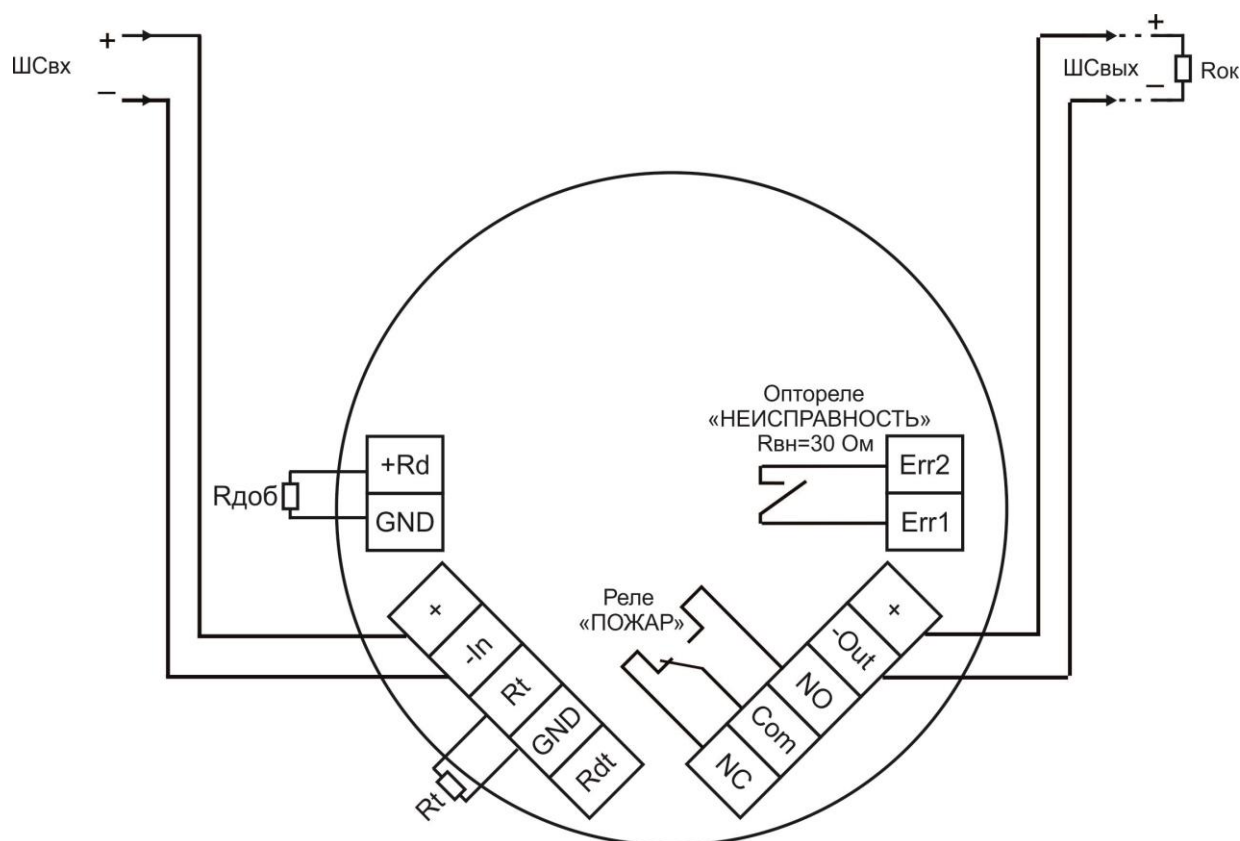 +
ШСвх
–
+
ШСвых
–
Rок
Оптореле
«НЕИСПРАВНОСТЬ»
Rвн=30 Ом
+Rd
GND
Rдоб
Err2
Err1
Реле
«ПОЖАР»
+
-In
Rt
GND
Rdt
Rt
+
-Out
NO
Com
NC